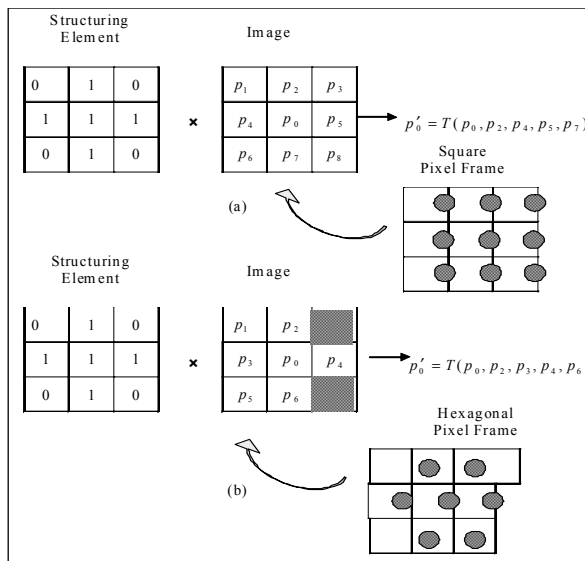 Structuring Element
Image
0 1 0
1 1 1
0 1 0
×
p₁ p₂ p₃
p₄ p₀ p₅
p₆ p₇ p₈
p₀′ = T(p₀, p₂, p₄, p₅, p₇)
Square Pixel Frame
(a)
Structuring Element
Image
0 1 0
1 1 1
0 1 0
×
p₁ p₂
p₃ p₀ p₄
p₅ p₆
p₀′ = T(p₀, p₂, p₃, p₄, p₆
Hexagonal Pixel Frame
(b)